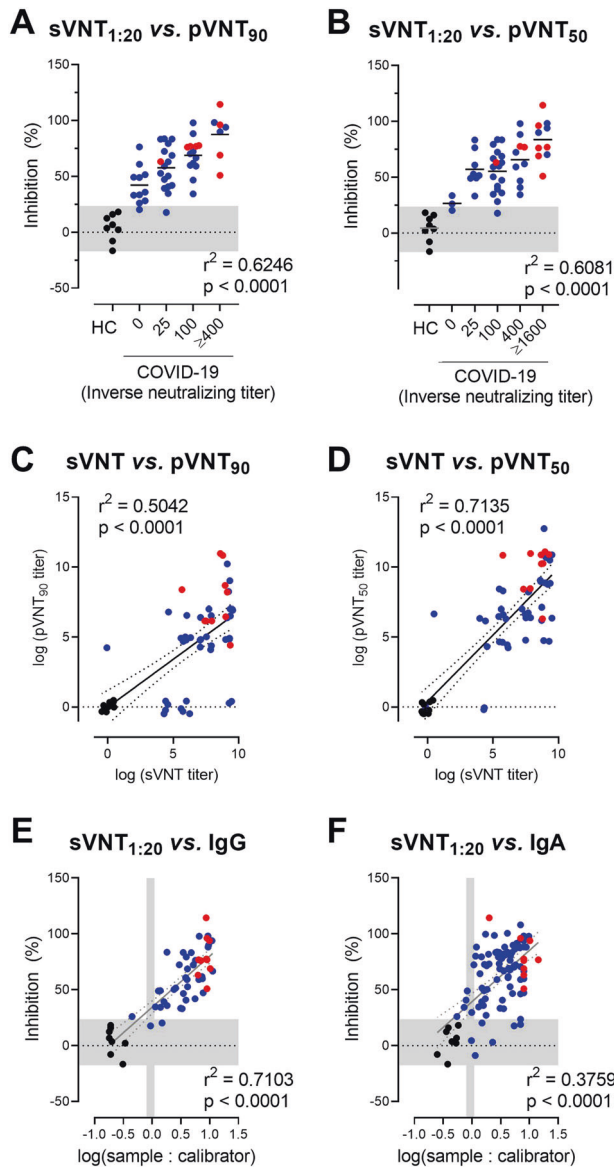 A sVNT1:20 vs. pVNT90
Inhibition (%)
150
100
50
0
-50
r² = 0.6246
p < 0.0001
HC 0 25 100 ≥400
COVID-19
(Inverse neutralizing titer)
B sVNT1:20 vs. pVNT50
Inhibition (%)
150
100
50
0
-50
r² = 0.6081
p < 0.0001
HC 0 25 100 400 ≥1600
COVID-19
(Inverse neutralizing titer)
C sVNT vs. pVNT90
r² = 0.5042
p < 0.0001
log (pVNT90 titer)
15
10
5
0
0 5 10
log (sVNT titer)
D sVNT vs. pVNT50
r² = 0.7135
p < 0.0001
log (pVNT50 titer)
15
10
5
0
0 5 10
log (sVNT titer)
E sVNT1:20 vs. IgG
Inhibition (%)
150
100
50
0
-50
r² = 0.7103
p < 0.0001
-1.0 -0.5 0.0 0.5 1.0 1.5
log(sample : calibrator)
F sVNT1:20 vs. IgA
Inhibition (%)
150
100
50
0
-50
r² = 0.3759
p < 0.0001
-1.0 -0.5 0.0 0.5 1.0 1.5
log(sample : calibrator)